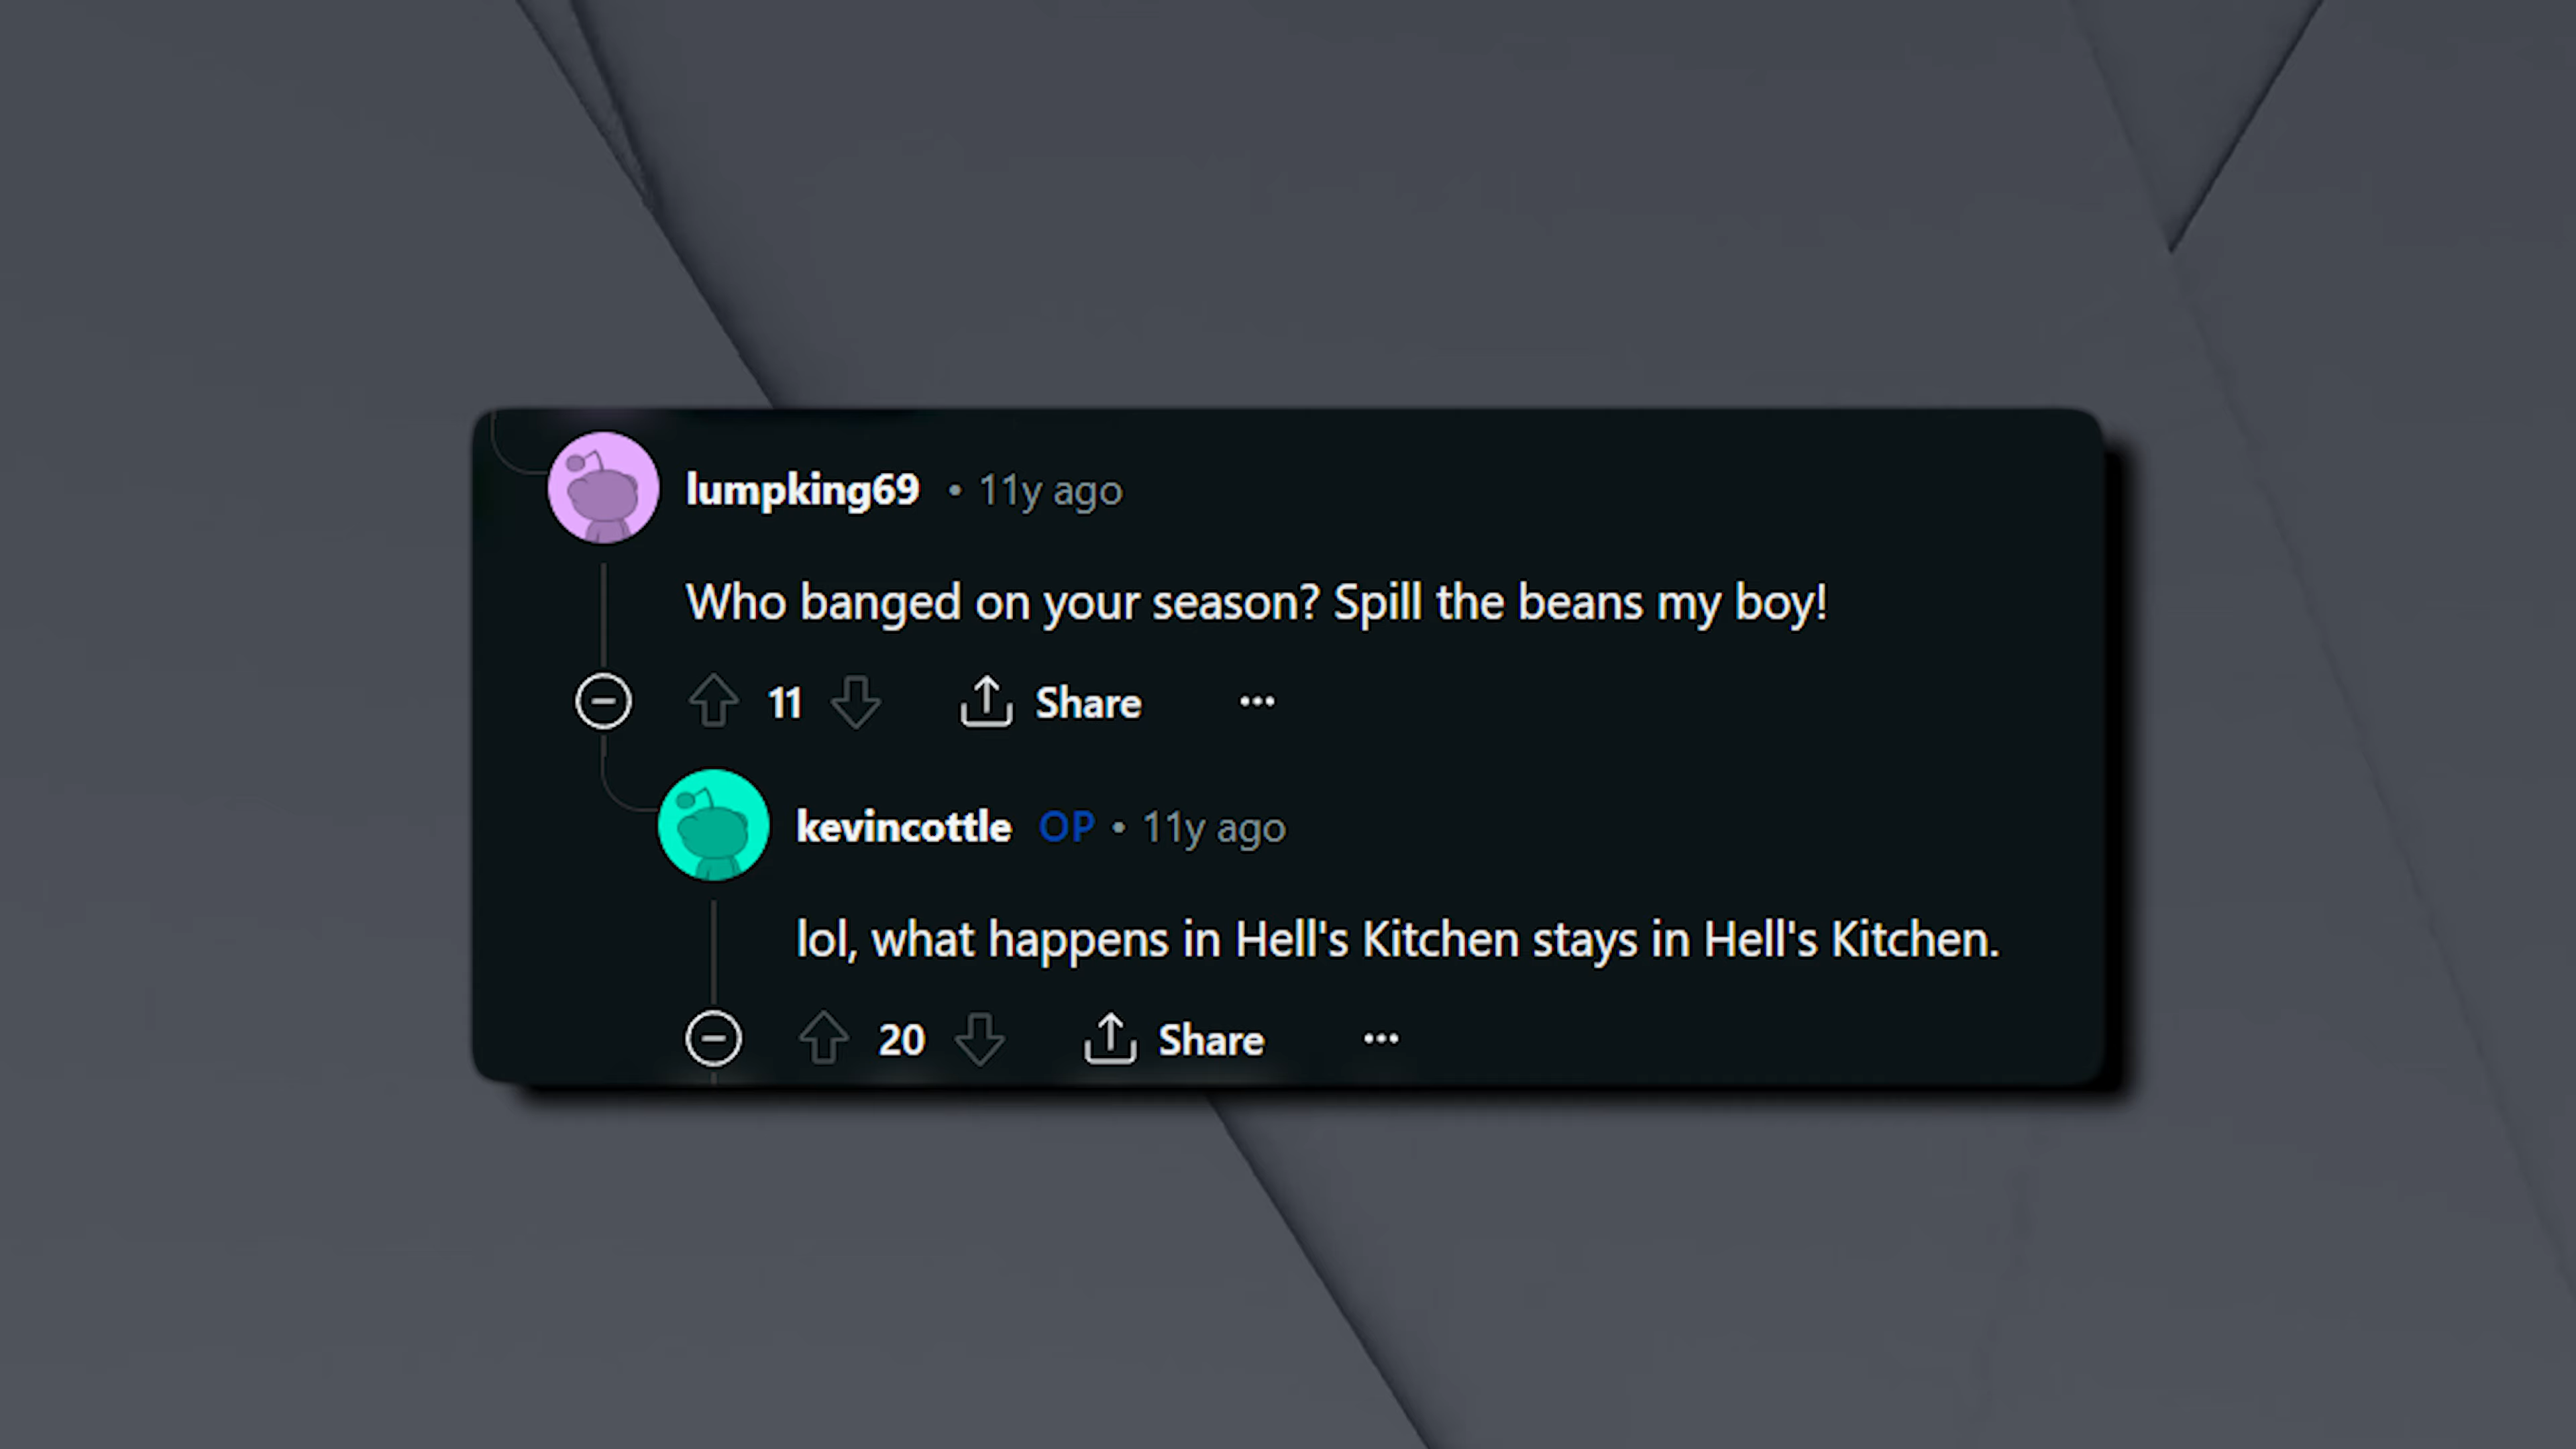 lumpking69 • 11y ago
Who banged on your season? Spill the beans my boy!
11 Share ···
kevincottle OP • 11y ago
lol, what happens in Hell's Kitchen stays in Hell's Kitchen.
20 Share ···